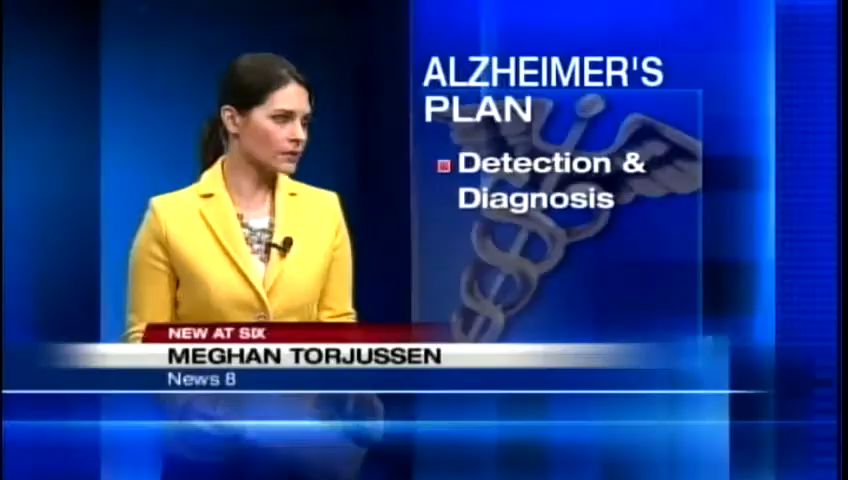 ALZHEIMER'S
PLAN
Detection &
Diagnosis
NEW AT SIX
MEGHAN TORJUSSEN
News 8